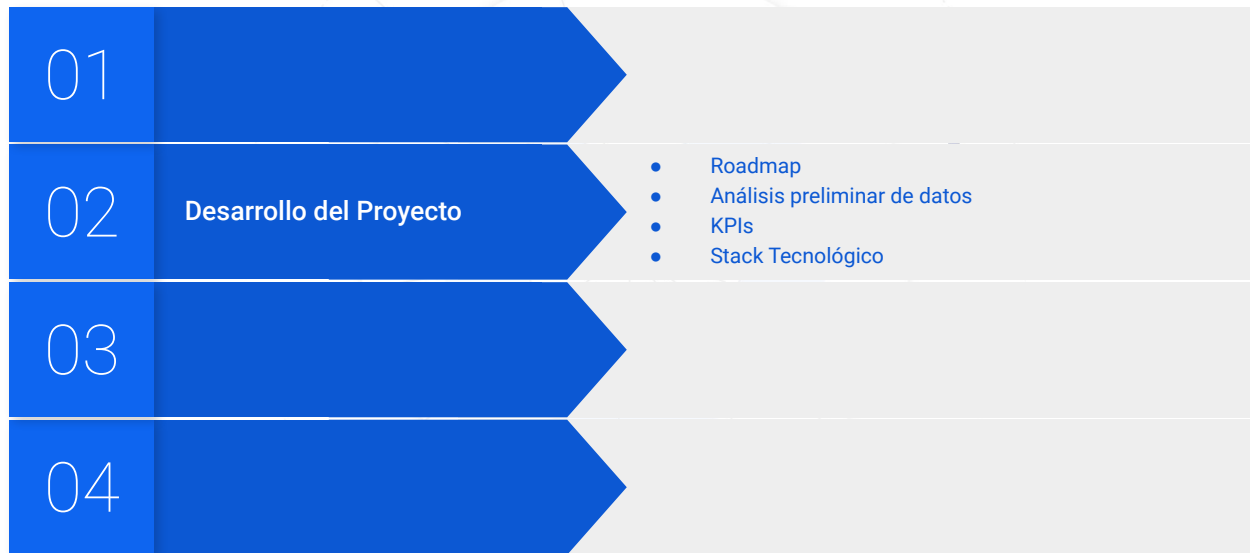 01
02
Desarrollo del Proyecto
● Roadmap
● Análisis preliminar de datos
● KPIs
● Stack Tecnológico
03
04